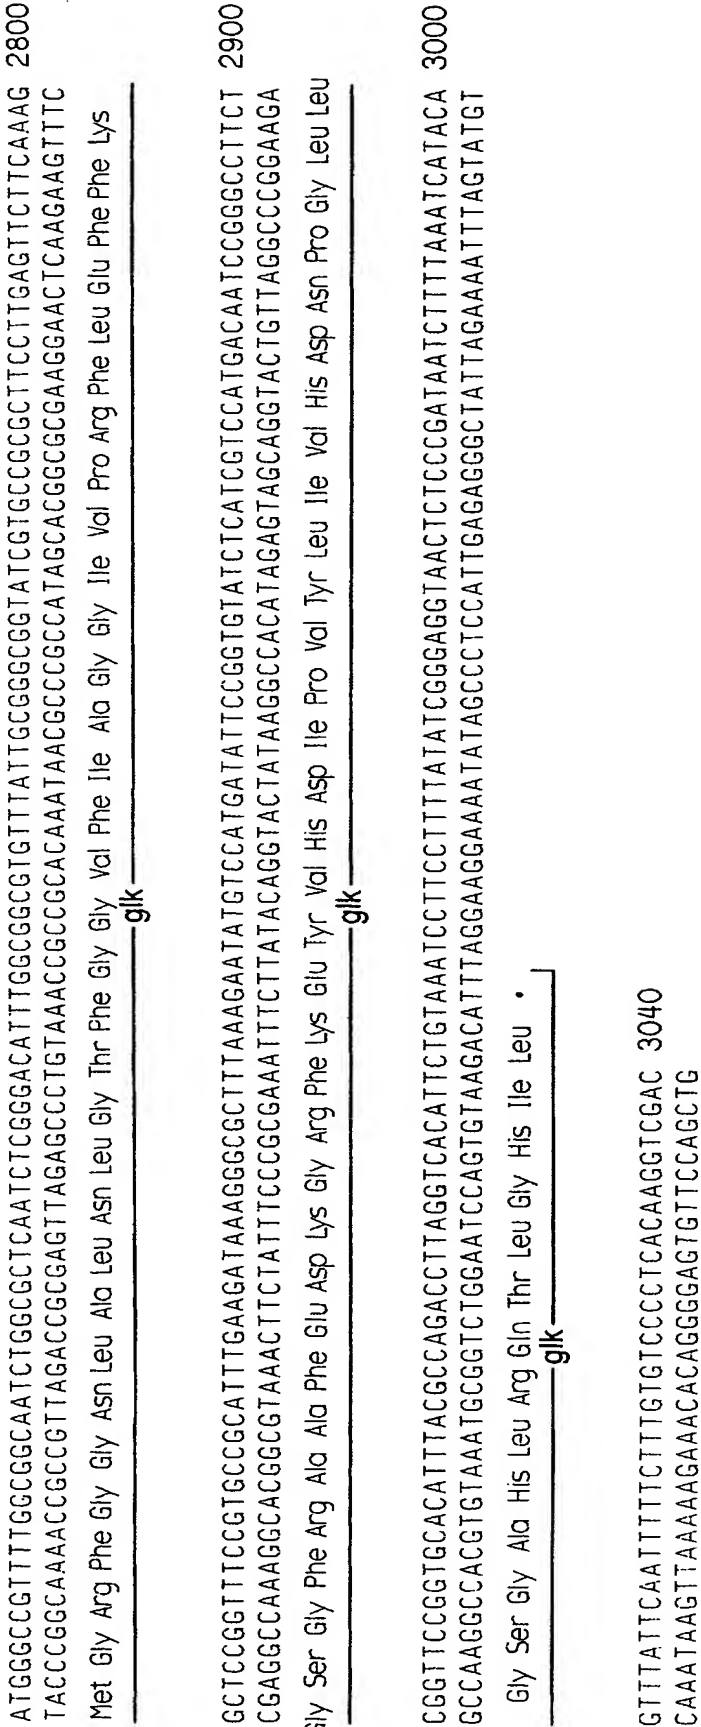 ATGGGCCGTTTTGGCGGCAATCTGGCGCTCAATCTCGGGACATTTGGCGGCGTGTTTATTGCGGGCGGTATCGTGCCGCGCTTCCTTGAGTTCTTCAAAG 2800
TACCCGGCAAAACCGCCGTTAGACCGCGAGTTAGAGCCCTGTAAACCGCCGCACAAATAACGCCCGCCATAGCACGGCGCGAAGGAACTCAAGAAGTTTC
Met Gly Arg Phe Gly Gly Asn Leu Ala Leu Asn Leu Gly Thr Phe Gly Gly Val Phe Ile Ala Gly Gly Ile Val Pro Arg Phe Leu Glu Phe Phe Lys
glk
GCTCCGGTTTCCGTGCCGCATTTGAAGATAAAGGGCGCTTTAAAGAATATGTCCATGATATTCCGGTGTATCTCATCGTCCATGACAATCCGGGCCTTCT 2900
CGAGGCCAAAGGCACGGCGTAAACTTCTATTTCCCGCGAAATTTCTTATACAGGTACTATAAGGCCACATAGAGTAGCAGGTACTGTTAGGCCCGGAAGA
Gly Ser Gly Phe Arg Ala Ala Phe Glu Asp Lys Gly Arg Phe Lys Glu Tyr Val His Asp Ile Pro Val Tyr Leu Ile Val His Asp Asn Pro Gly Leu Leu
glk
CGGTTCCGGTGCACATTTACGCCAGACCTTAGGTCACATTCTGTAAATCCTTCCTTTTATATCGGGAGGTAACTCTCCCGATAATCTTTTAAATCATACA 3000
GCCAAGGCCACGTGTAAATGCGGTCTGGAATCCAGTGTAAGACATTTAGGAAGGAAAATATAGCCCTCCATTGAGAGGGCTATTAGAAAATTTAGTATGT
Gly Ser Gly Ala His Leu Arg Gln Thr Leu Gly His Ile Leu •
glk
GTTTATTCAATTTTTCTTTGTGTCCCCTCACAAGGTCGAC 3040
CAAATAAGTTAAAAAGAAACACAGGGGAGTGTTCCAGCTG